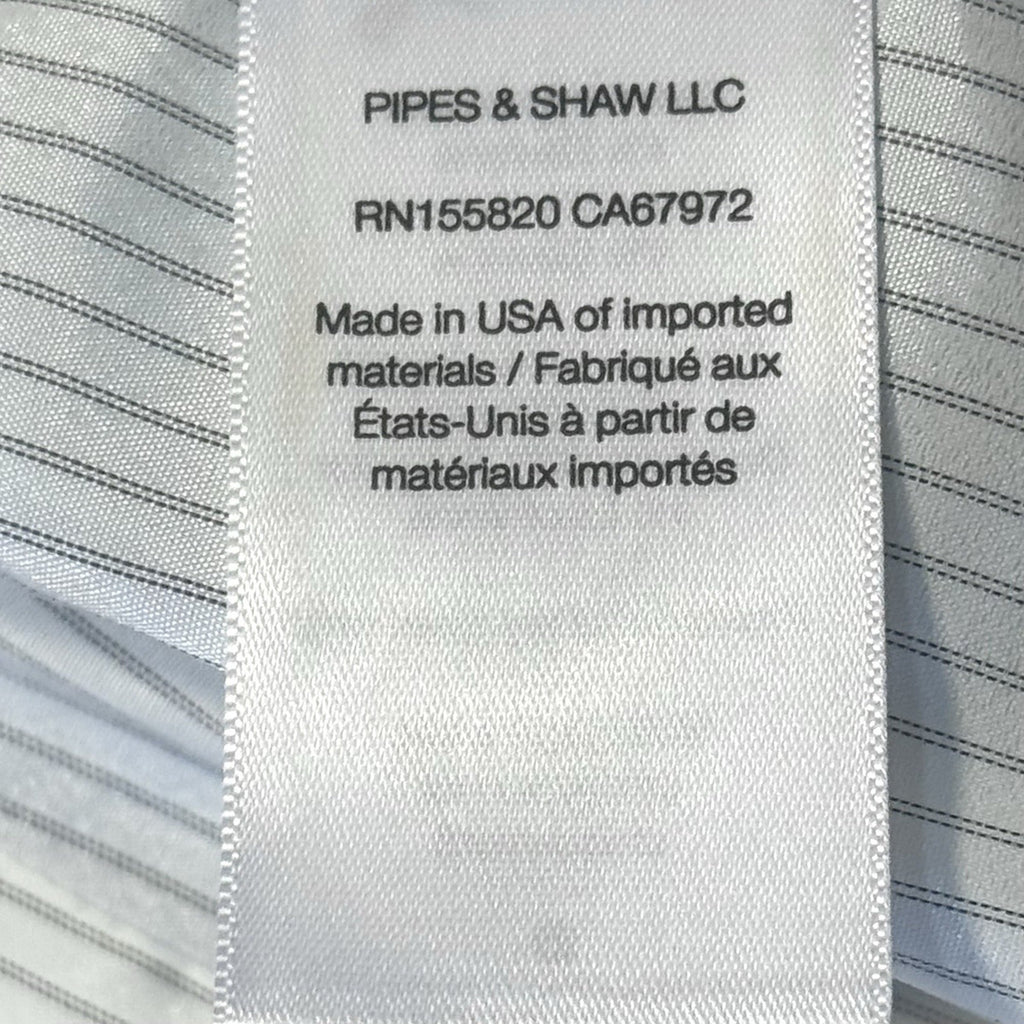 PIPES & SHAW LLC
RN155820 CA67972
Made in USA of imported
materials / Fabriqué aux
États-Unis à partir de
matériaux importés